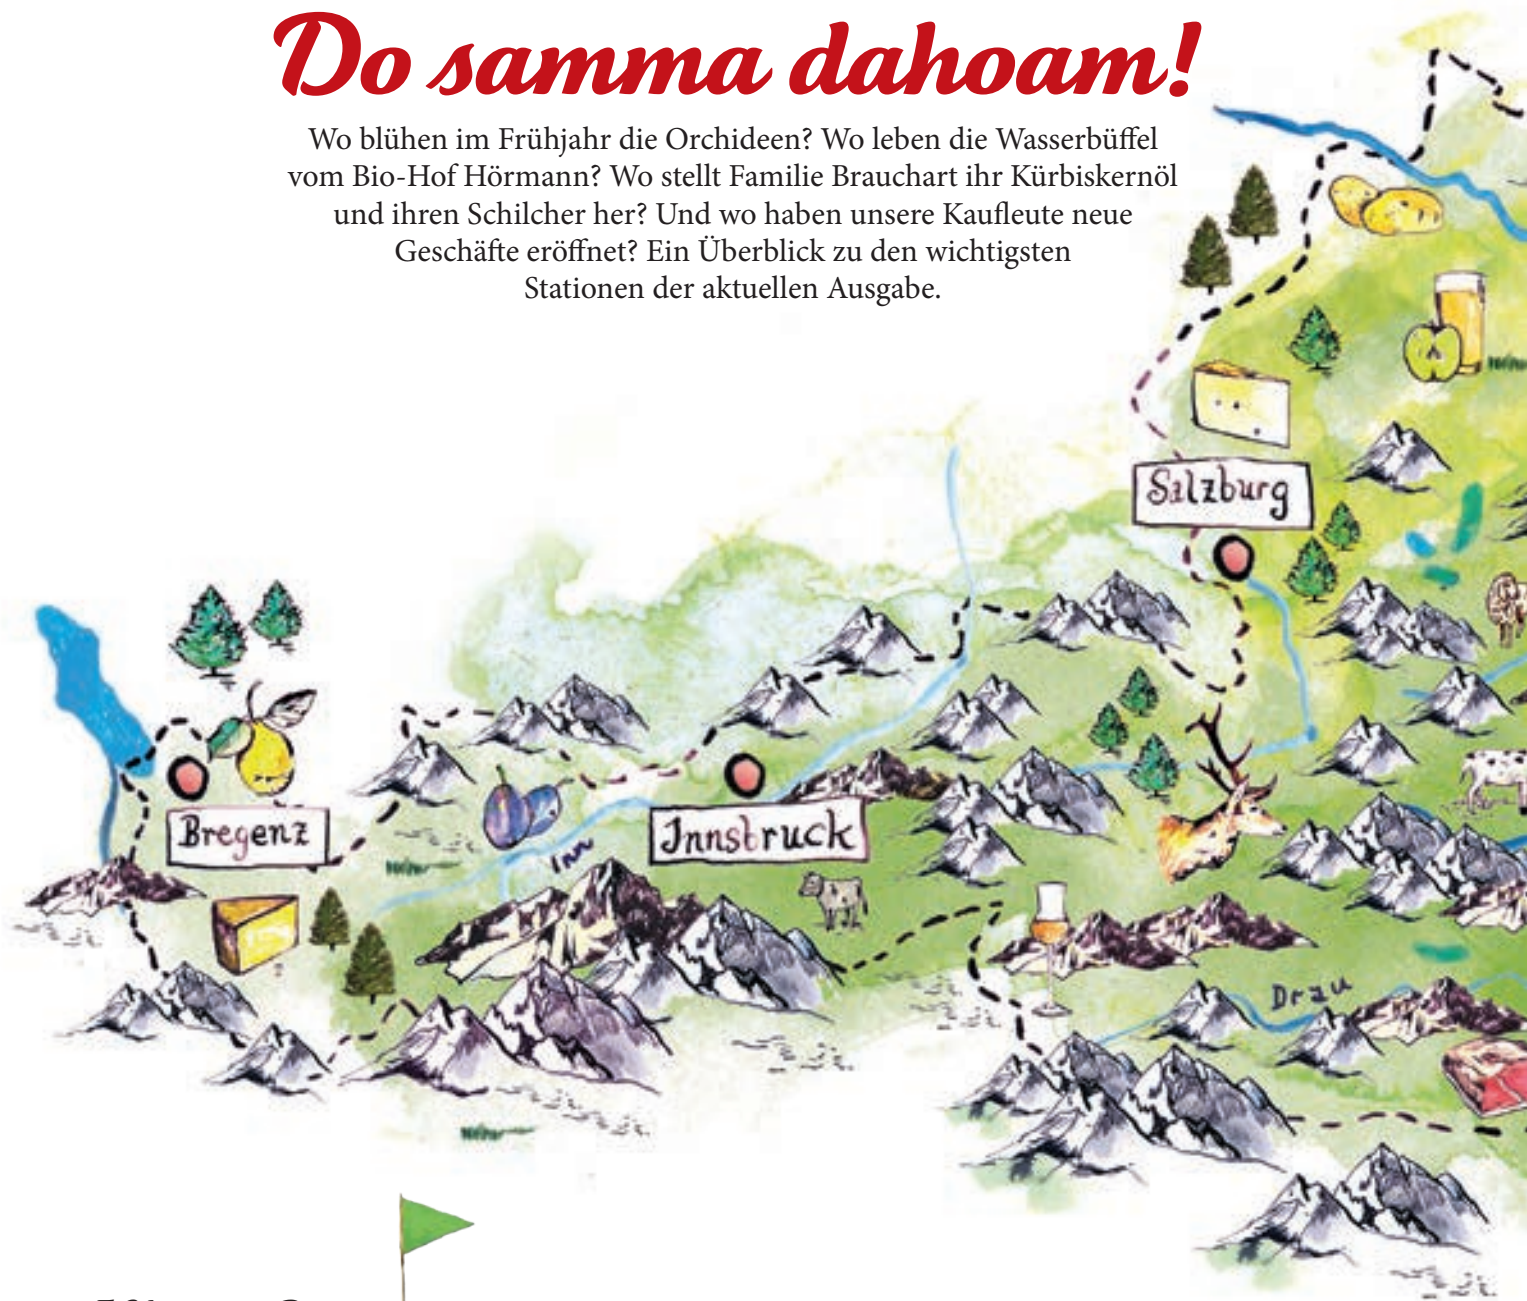 Do samma dahoam!
Wo blühen im Frühjahr die Orchideen? Wo leben die Wasserbüffel
vom Bio-Hof Hörmann? Wo stellt Familie Brauchart ihr Kürbiskernöl
und ihren Schilcher her? Und wo haben unsere Kaufleute neue
Geschäfte eröffnet? Ein Überblick zu den wichtigsten
Stationen der aktuellen Ausgabe.
Salzburg
Bregenz
Innsbruck
Inn
Drau